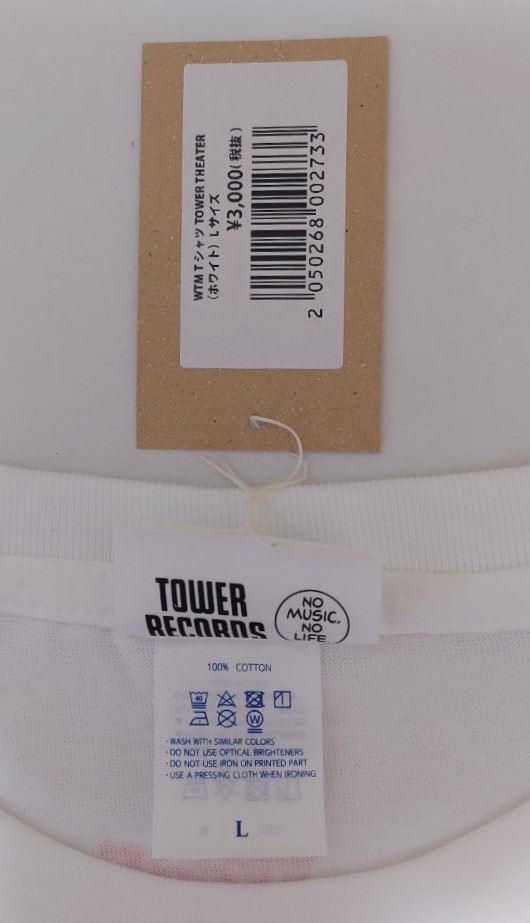 WTM Tシャツ TOWER THEATER
（ホワイト）Lサイズ
¥3,000（税抜）
2 050268 002733
TOWER
RECORDS
NO
MUSIC.
NO
LIFE.
100% COTTON
40
W
・WASH WITH SIMILAR COLORS
・DO NOT USE OPTICAL BRIGHTENERS
・DO NOT USE IRON ON PRINTED PART
・USE A PRESSING CLOTH WHEN IRONING
L